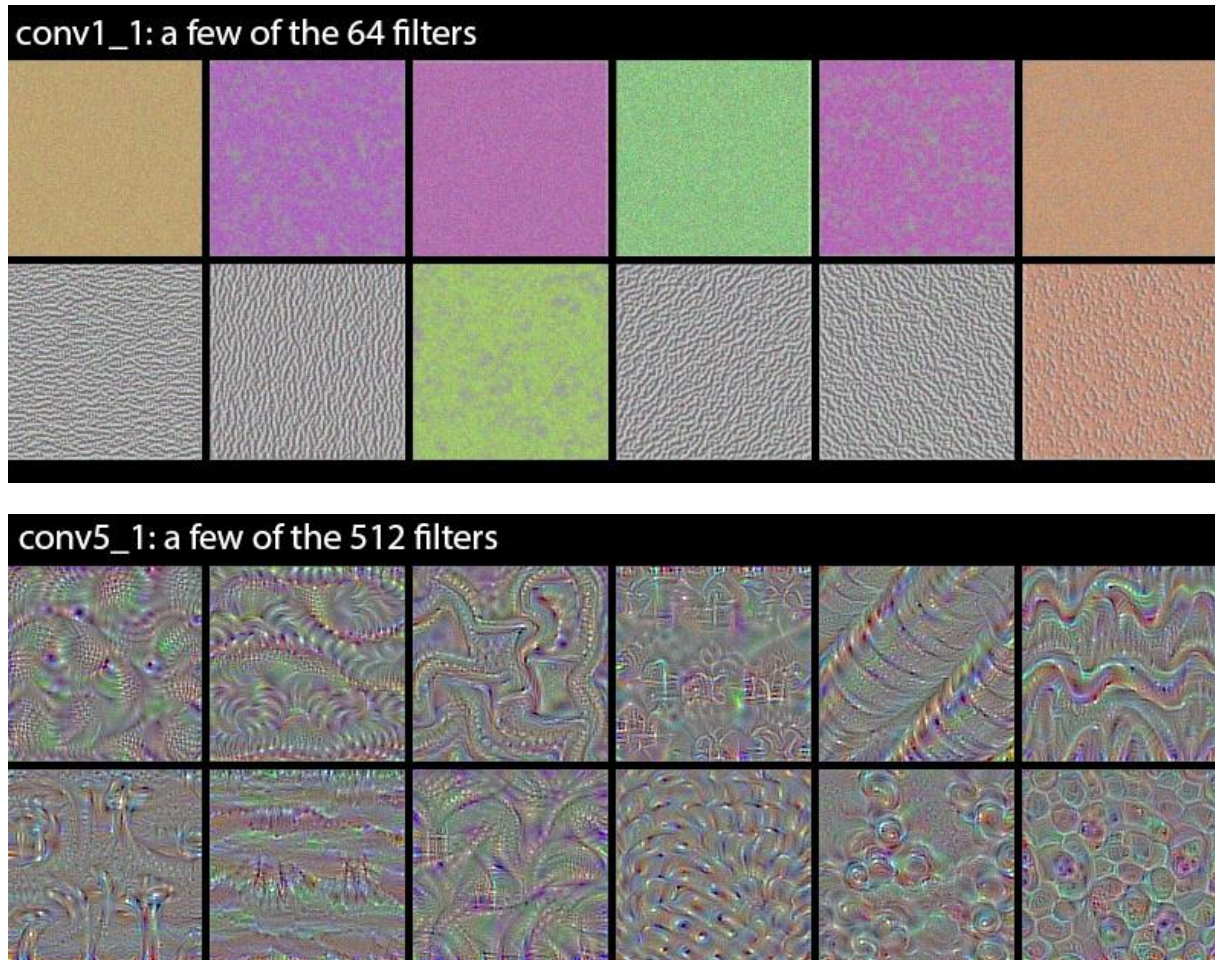 conv1_1: a few of the 64 filters
conv5_1: a few of the 512 filters